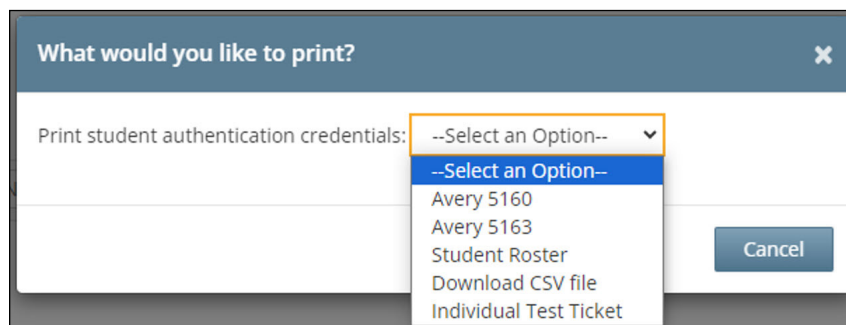 What would you like to print?
Print student authentication credentials: --Select an Option--
--Select an Option--
Avery 5160
Avery 5163
Student Roster
Download CSV file
Individual Test Ticket
Cancel